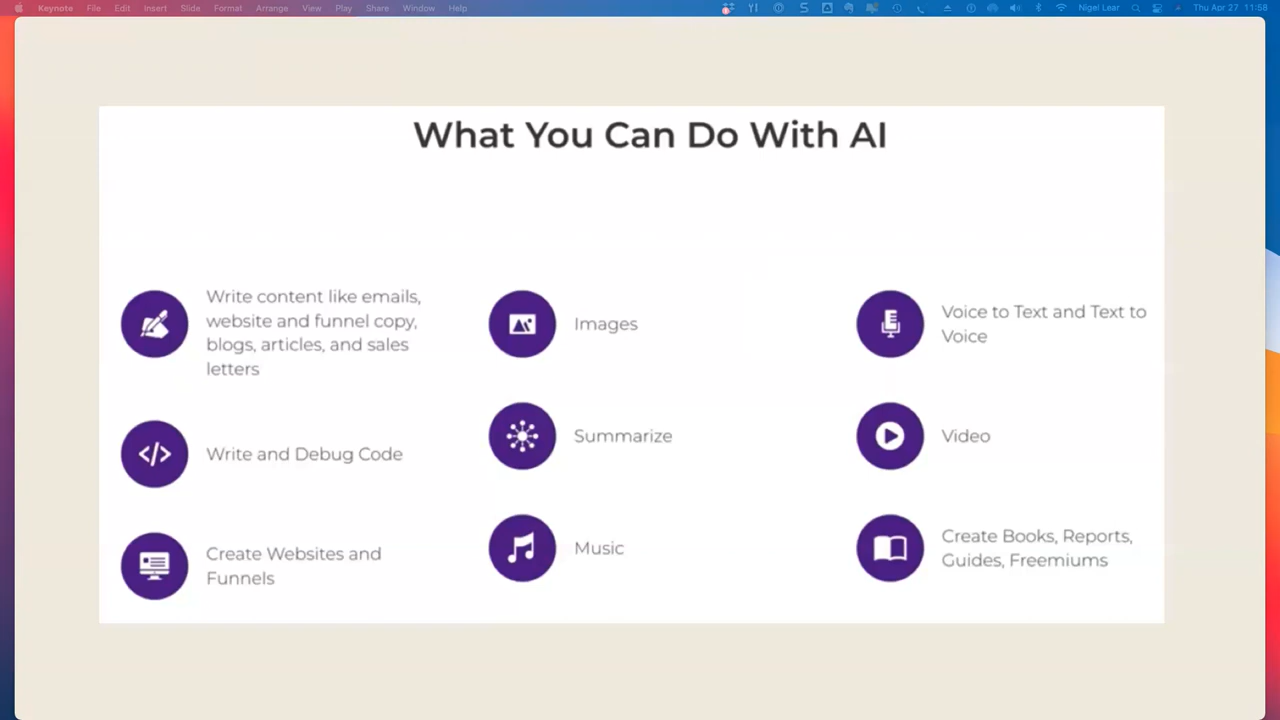 Keynote File Edit Insert Slide Format Arrange View Play Share Window Help Nigel Lear Thu Apr 27 11:58
What You Can Do With AI
Write content like emails,
website and funnel copy,
blogs, articles, and sales
letters
Images
Voice to Text and Text to
Voice
Write and Debug Code
Summarize
Video
Create Websites and
Funnels
Music
Create Books, Reports,
Guides, Freemiums